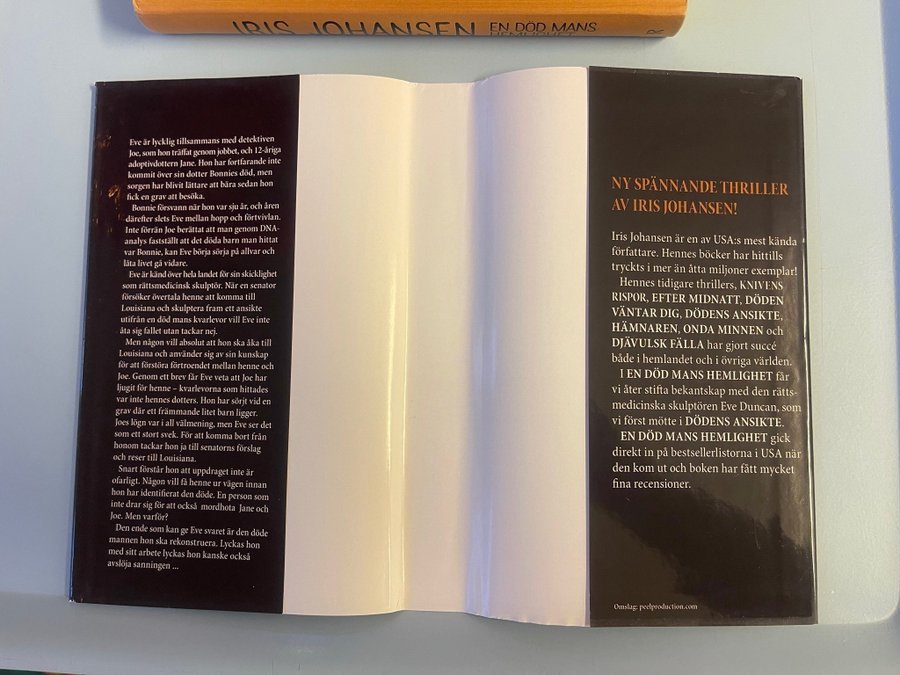 IRIS JOHANSEN EN DÖD MANS
HEMLIGHET
Eve är lycklig tillsammans med detektiven
Joe, som hon träffat genom jobbet, och 12-åriga
adoptivdottern Jane. Hon har fortfarande inte
kommit över sin dotter Bonnies död, men
sorgen har blivit lättare att bära sedan hon
fick en grav att besöka.
Bonnie försvann när hon var sju år, och åren
därefter slets Eve mellan hopp och förtvivlan.
Inte förrän Joe berättat att man genom DNA-
analys fastställt att det döda barn man hittat
var Bonnie, kan Eve börja sörja på allvar och
låta livet gå vidare.
Eve är känd över hela landet för sin skicklighet
som rättsmedicinsk skulptör. När en senator
försöker övertala henne att komma till
Louisiana och skulptera fram ett ansikte
utifrån en död mans kvarlevor vill Eve inte
åta sig fallet utan tackar nej.
Men någon vill absolut att hon ska åka till
Louisiana och använder sig av sin kunskap
för att förstöra förtroendet mellan henne och
Joe. Genom ett brev får Eve veta att Joe har
ljugit för henne – kvarlevorna som hittades
var inte hennes dotters. Hon har sörjt vid en
grav där ett främmande litet barn ligger.
Joes lögn var i all välmening, men Eve ser det
som ett stort svek. För att komma bort från
honom tackar hon ja till senatorns förslag
och reser till Louisiana.
Snart förstår hon att uppdraget inte är
ofarligt. Någon vill få henne ur vägen innan
hon har identifierat den döde. En person som
inte drar sig för att också mordhota Jane och
Joe. Men varför?
Den ende som kan ge Eve svaret är den döde
mannen hon ska rekonstruera. Lyckas hon
med sitt arbete lyckas hon kanske också
avslöja sanningen ...
NY SPÄNNANDE THRILLER
AV IRIS JOHANSEN!
Iris Johansen är en av USA:s mest kända
författare. Hennes böcker har hittills
tryckts i mer än åtta miljoner exemplar!
Hennes tidigare thrillers, KNIVENS
RISPOR, EFTER MIDNATT, DÖDEN
VÄNTAR DIG, DÖDENS ANSIKTE,
HÄMNAREN, ONDA MINNEN och
DJÄVULSK FÄLLA har gjort succé
både i hemlandet och i övriga världen.
I EN DÖD MANS HEMLIGHET får
vi åter stifta bekantskap med den rätts-
medicinska skulptören Eve Duncan, som
vi först mötte i DÖDENS ANSIKTE.
EN DÖD MANS HEMLIGHET gick
direkt in på bestsellerlistorna i USA när
den kom ut och boken har fått mycket
fina recensioner.
Omslag: peelproduction.com